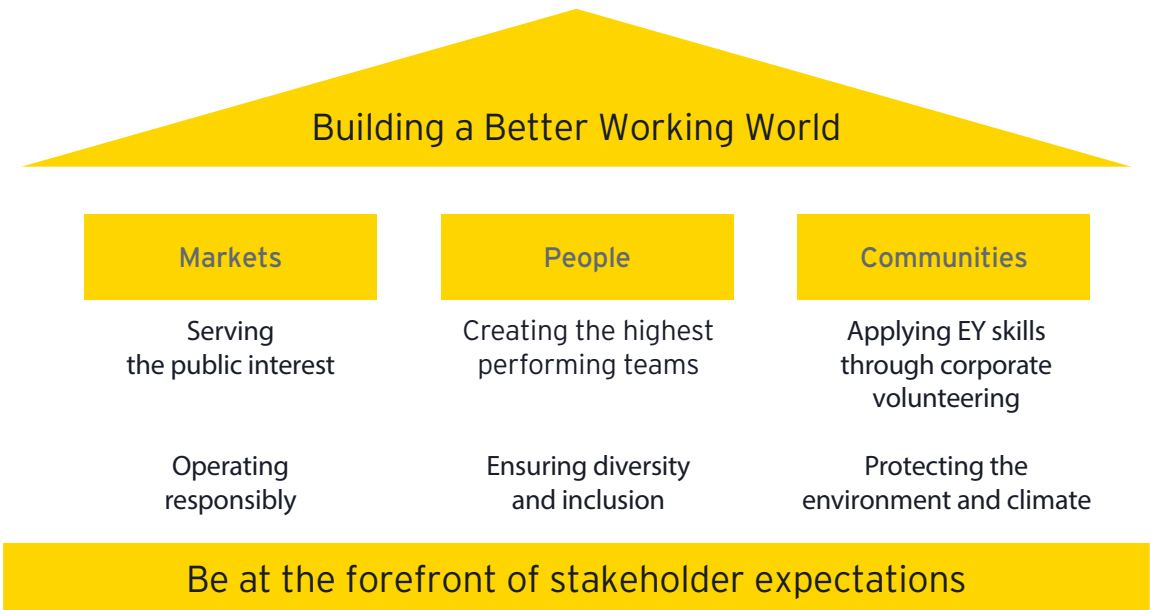 Building a Better Working World
Markets
People
Communities
Serving
the public interest
Creating the highest
performing teams
Applying EY skills
through corporate
volunteering
Operating
responsibly
Ensuring diversity
and inclusion
Protecting the
environment and climate
Be at the forefront of stakeholder expectations